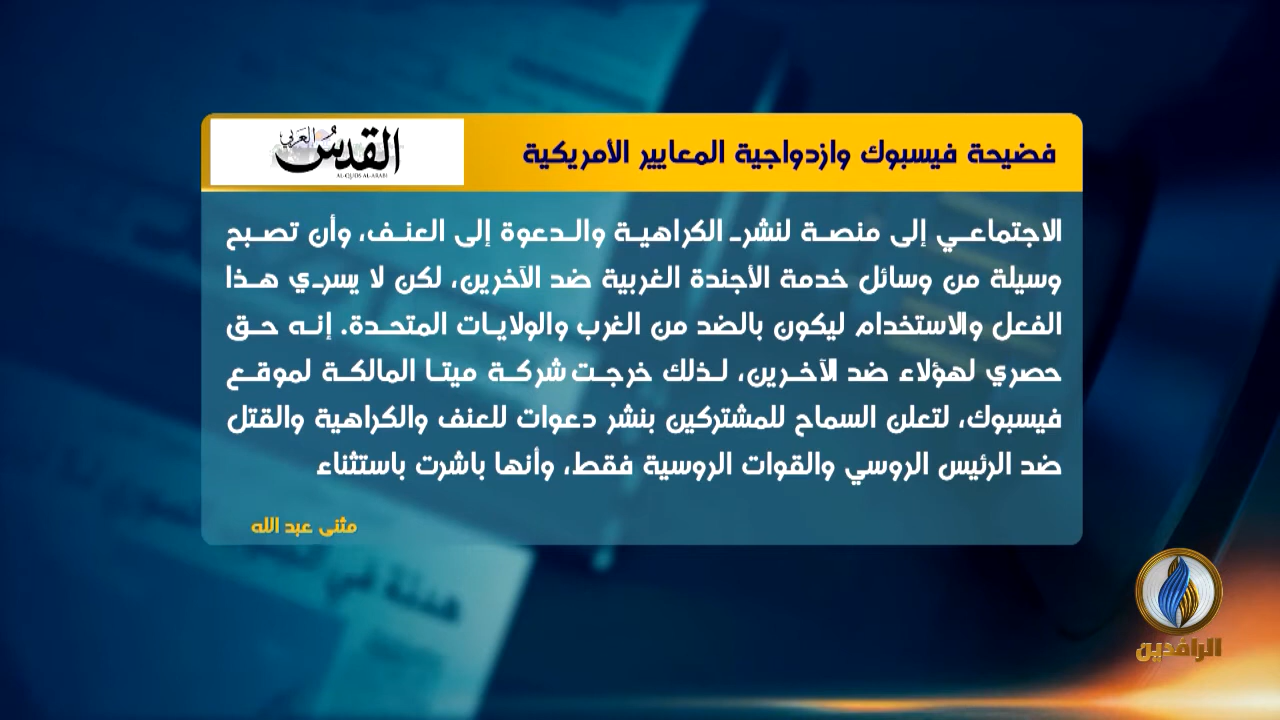 فضيحة فيسبوك وازدواجية المعايير الأمريكية
القدس العربي
AL-QUDS AL-ARABI
الاجتماعي إلى منصة لنشر الكراهية والدعوة إلى العنف، وأن تصبح
وسيلة من وسائل خدمة الأجندة الغربية ضد الآخرين، لكن لا يسري هذا
الفعل والاستخدام ليكون بالضد من الغرب والولايات المتحدة. إنه حق
حصري لهؤلاء ضد الآخرين، لذلك خرجت شركة ميتا المالكة لموقع
فيسبوك، لتعلن السماح للمشتركين بنشر دعوات للعنف والكراهية والقتل
ضد الرئيس الروسي والقوات الروسية فقط، وأنها باشرت باستثناء
مثنى عبد الله
هدنة في
الرافدين